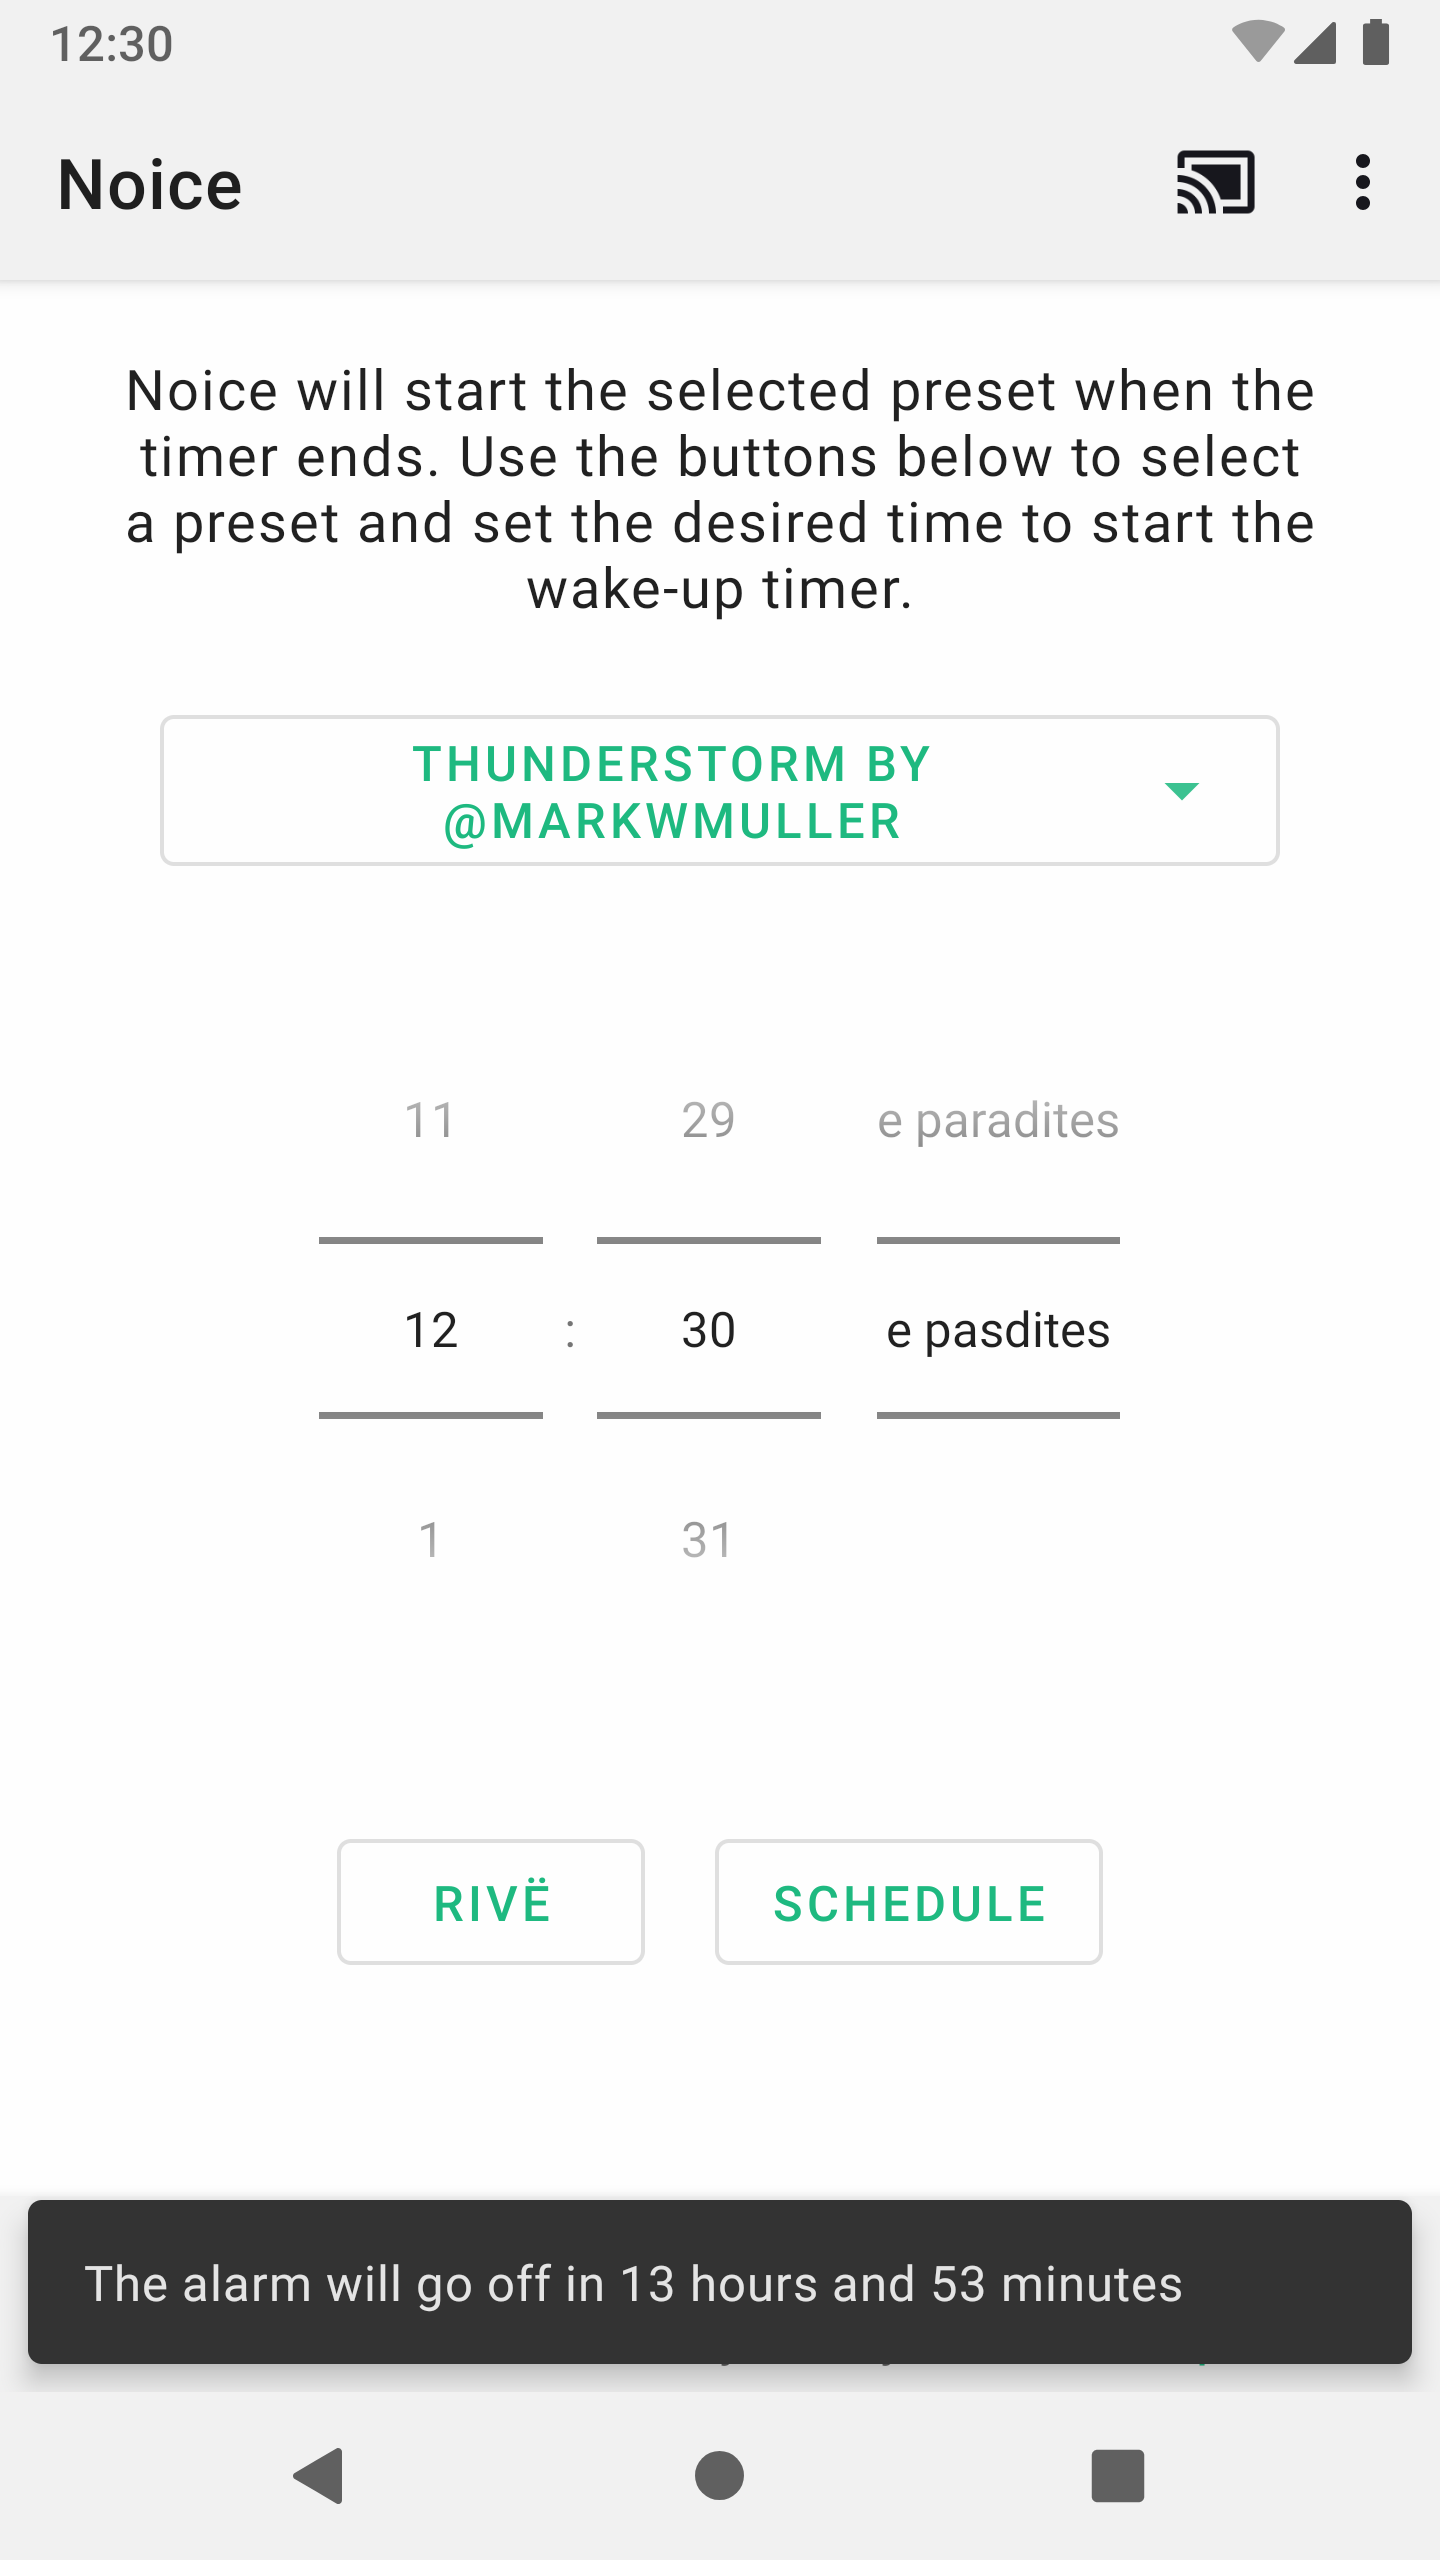 12:30
Noice
Noice will start the selected preset when the
timer ends. Use the buttons below to select
a preset and set the desired time to start the
wake-up timer.
THUNDERSTORM BY
@MARKWMULLER
11 29 e paradites
12 : 30 e pasdites
1 31
RIVË SCHEDULE
The alarm will go off in 13 hours and 53 minutes